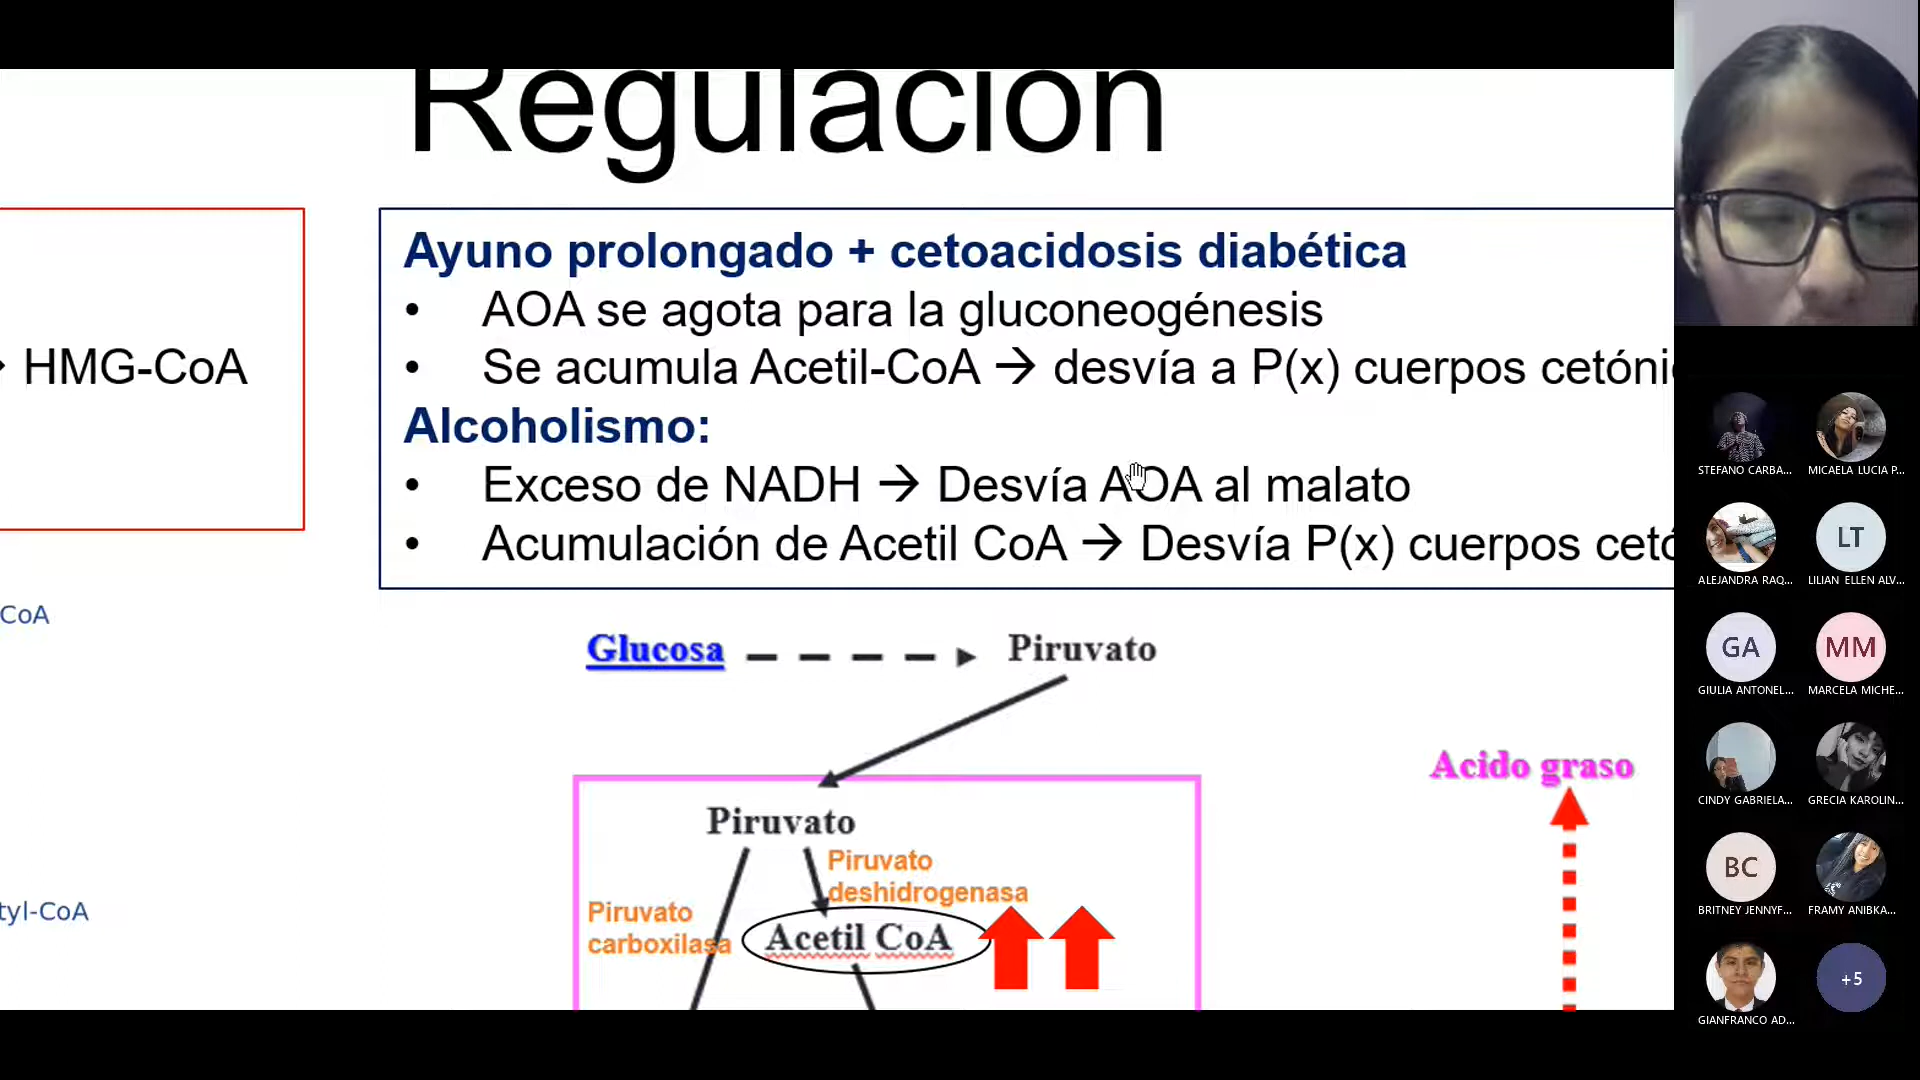 Regulación
HMG-CoA
Ayuno prolongado + cetoacidosis diabética
• AOA se agota para la gluconeogénesis
• Se acumula Acetil-CoA → desvía a P(x) cuerpos cetóni
Alcoholismo:
• Exceso de NADH → Desvía AOA al malato
• Acumulación de Acetil CoA → Desvía P(x) cuerpos cetó
CoA
tyl-CoA
Glucosa
Piruvato
Acido graso
Piruvato
Piruvato
deshidrogenasa
Piruvato
carboxilasa
Acetil CoA
STEFANO CARBA...
MICAELA LUCIA P...
ALEJANDRA RAQ...
LT
LILIAN ELLEN ALV...
GA
GIULIA ANTONEL...
MM
MARCELA MICHE...
CINDY GABRIELA...
GRECIA KAROLIN...
BC
BRITNEY JENNYF...
FRAMY ANIBKA...
GIANFRANCO AD...
+5